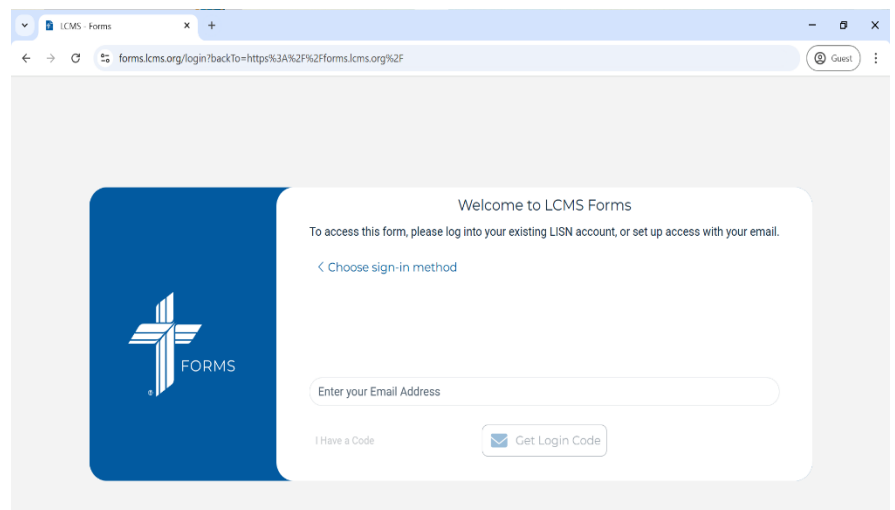 LCMS - Forms
forms.lcms.org/login?backTo=https%3A%2F%2Fforms.lcms.org%2F
Guest
Welcome to LCMS Forms
To access this form, please log into your existing LISN account, or set up access with your email.
< Choose sign-in method
FORMS
®
Enter your Email Address
I Have a Code
Get Login Code